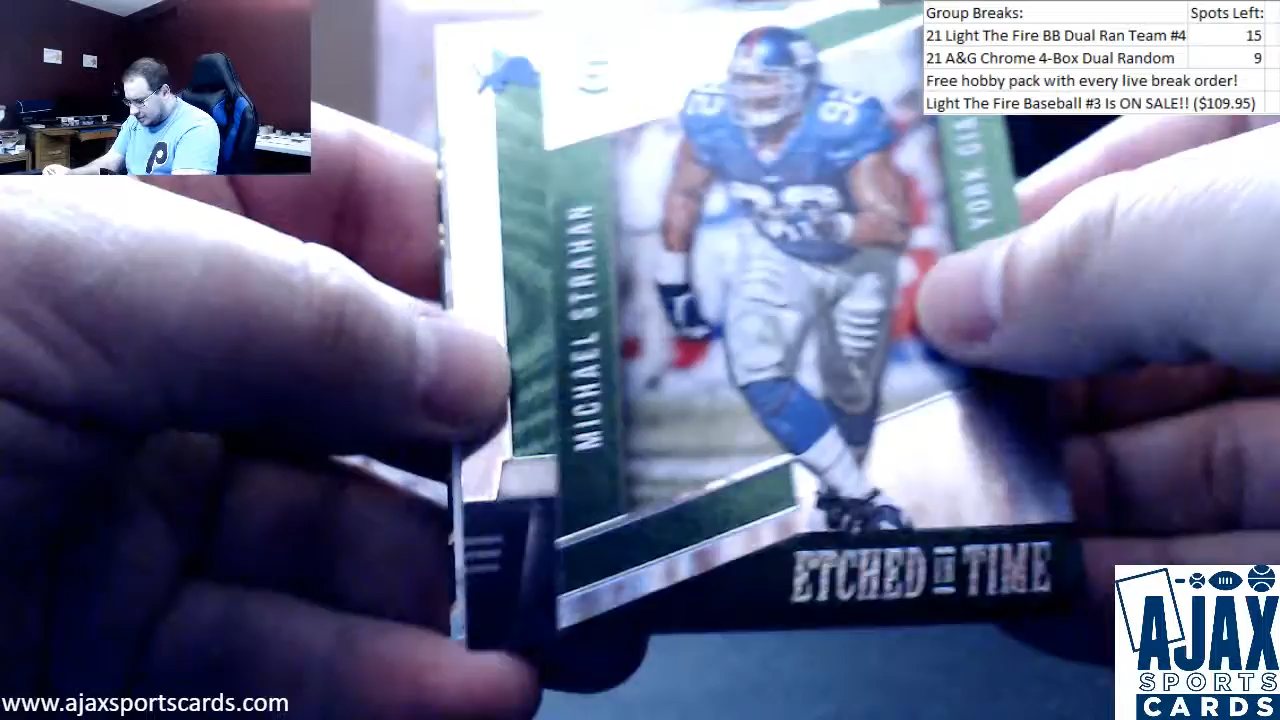 Group Breaks: Spots Left:
21 Light The Fire BB Dual Ran Team #4 15
21 A&G Chrome 4-Box Dual Random 9
Free hobby pack with every live break order!
Light The Fire Baseball #3 Is ON SALE!! ($109.95)
92
92
MICHAEL STRAHAN
ETCHED IN TIME
www.ajaxsportscards.com
AJAX
SPORTS
CARDS